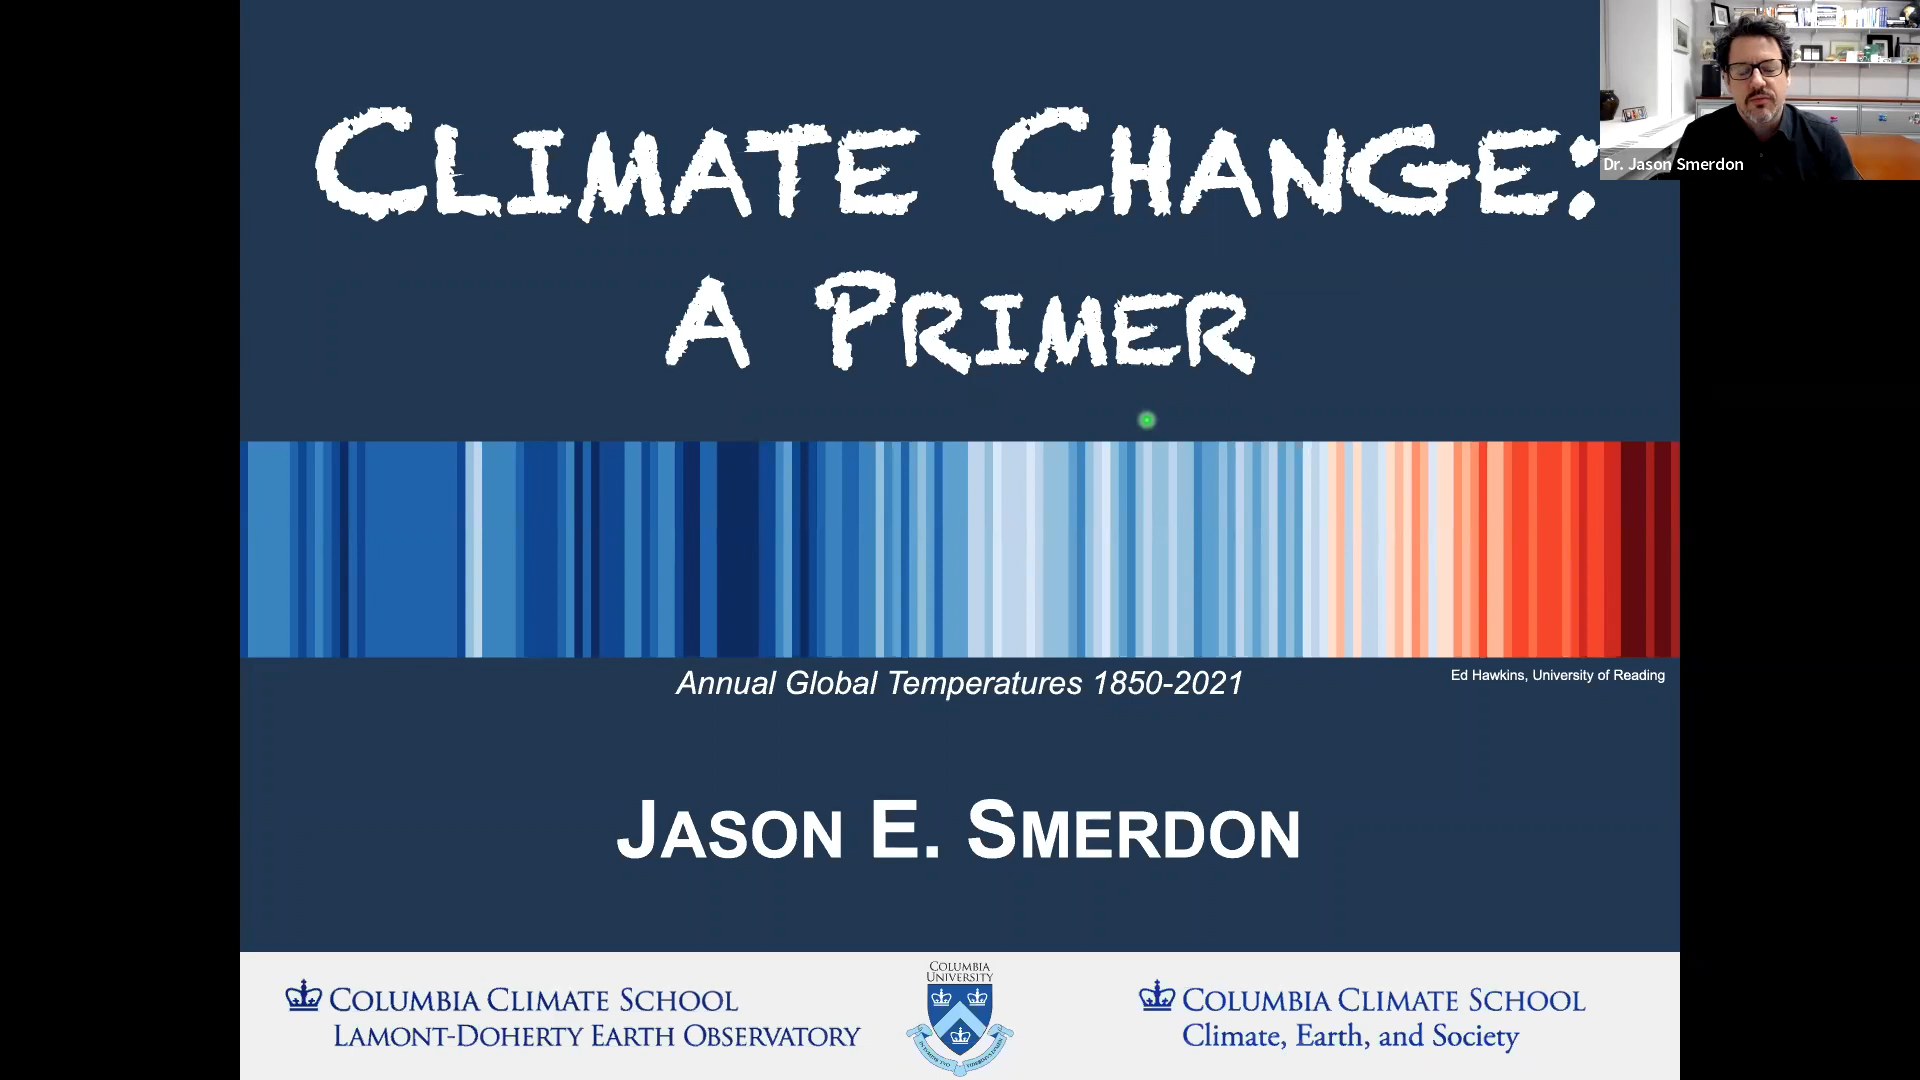 CLIMATE CHANGE:
A PRIMER
Dr. Jason Smerdon
Annual Global Temperatures 1850-2021
Ed Hawkins, University of Reading
JASON E. SMERDON
COLUMBIA CLIMATE SCHOOL
LAMONT-DOHERTY EARTH OBSERVATORY
COLUMBIA
UNIVERSITY
COLUMBIA CLIMATE SCHOOL
Climate, Earth, and Society